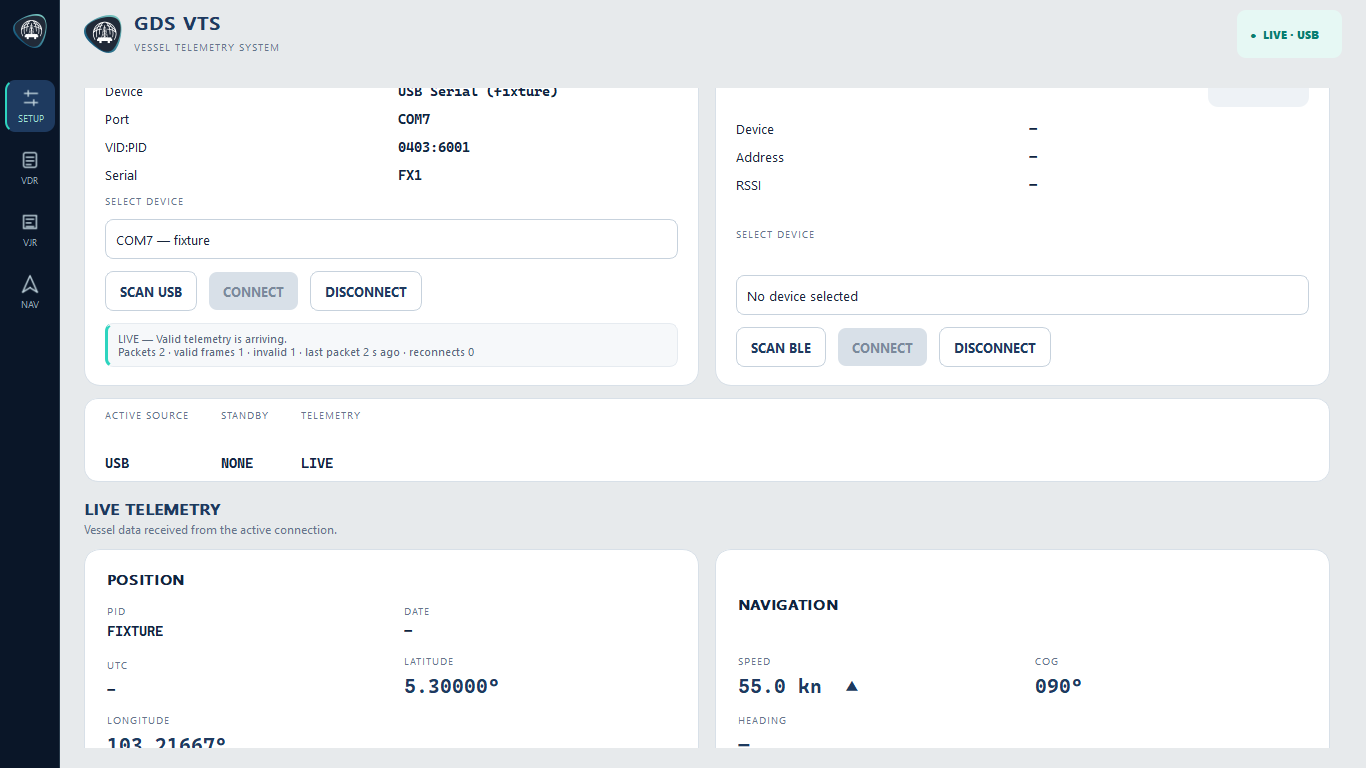 GDS VTS
VESSEL TELEMETRY SYSTEM
• LIVE · USB
SETUP
VDR
VJR
NAV
Device USB Serial (fixture)
Port COM7
VID:PID 0403:6001
Serial FX1
SELECT DEVICE
COM7 — fixture
SCAN USB CONNECT DISCONNECT
LIVE — Valid telemetry is arriving.
Packets 2 · valid frames 1 · invalid 1 · last packet 2 s ago · reconnects 0
Device —
Address —
RSSI —
SELECT DEVICE
No device selected
SCAN BLE CONNECT DISCONNECT
ACTIVE SOURCE STANDBY TELEMETRY
USB NONE LIVE
LIVE TELEMETRY
Vessel data received from the active connection.
POSITION
PID DATE
FIXTURE —
UTC LATITUDE
— 5.30000°
LONGITUDE
103.21667°
NAVIGATION
SPEED COG
55.0 kn ▲ 090°
HEADING
—